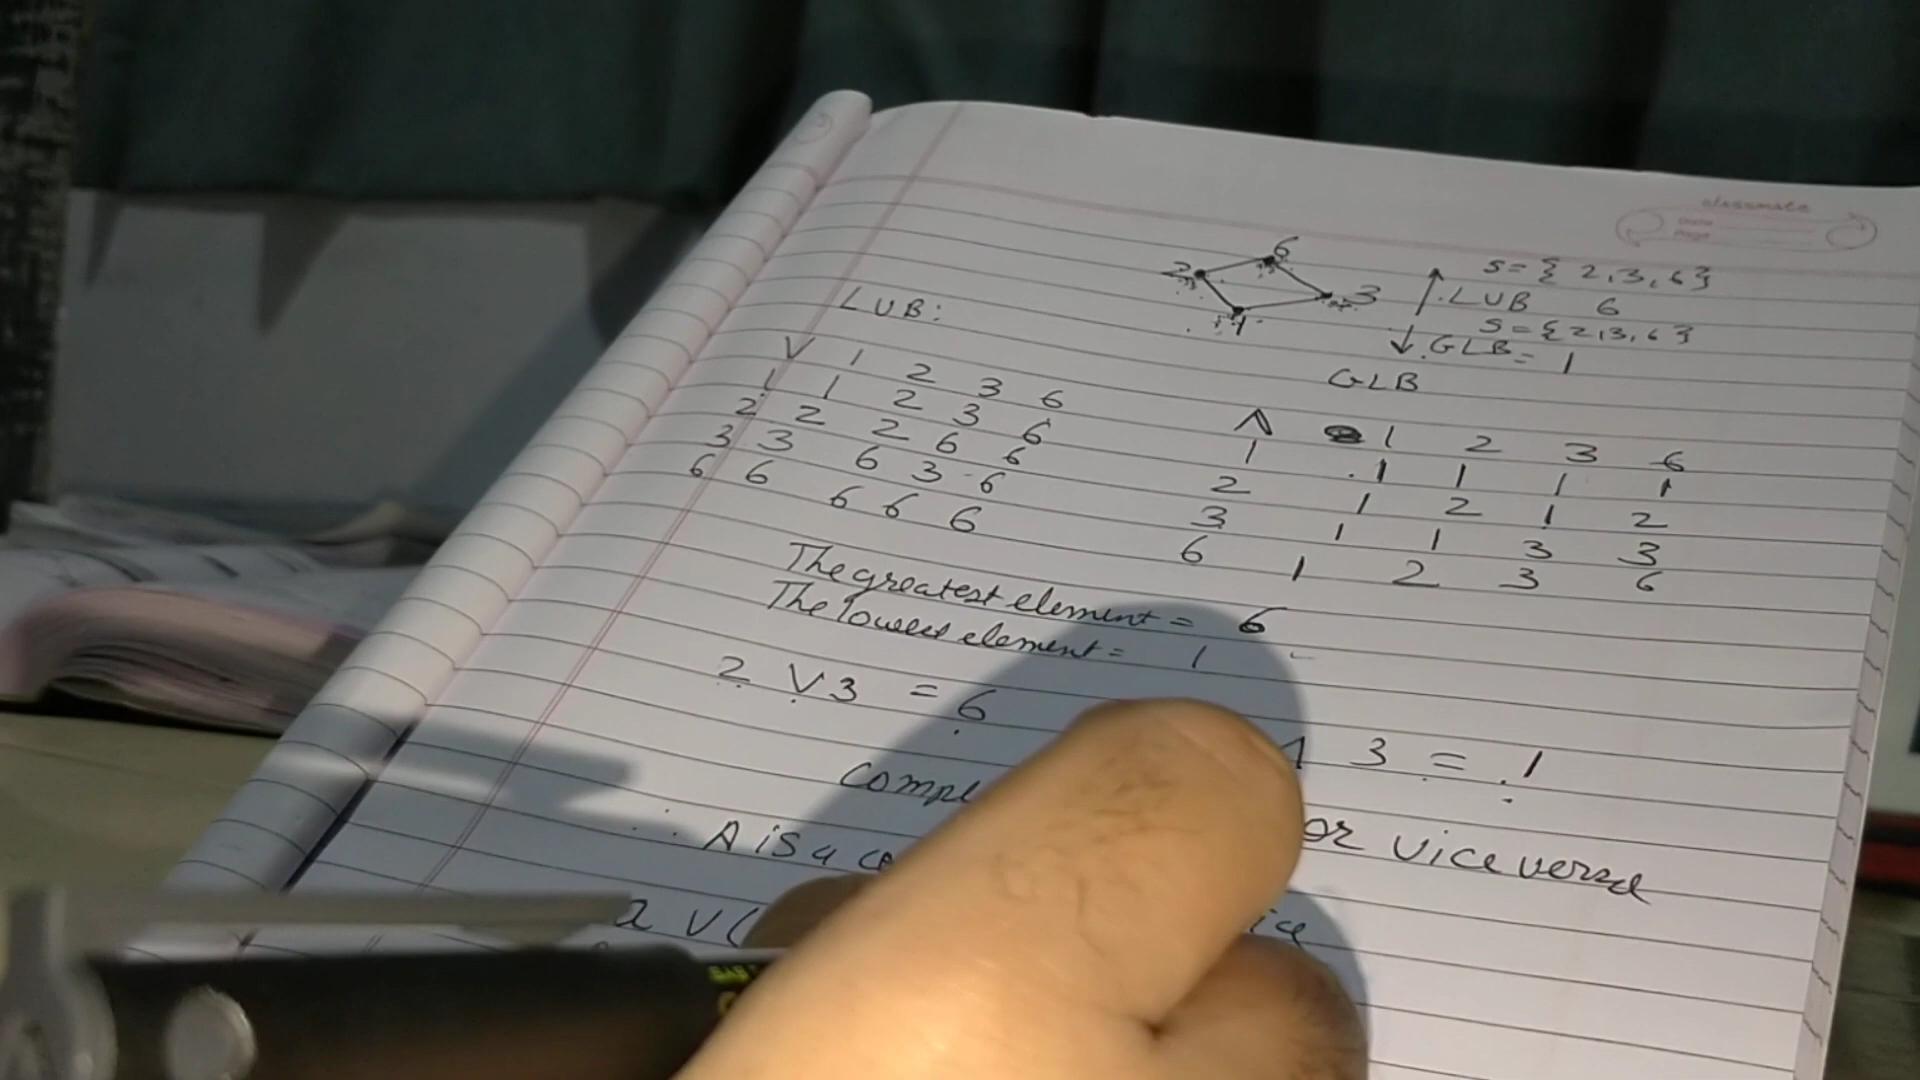 classmate
Date
Page
6
2
3
1
S = { 2, 3, 6 }
↑ LUB 6
S = { 2, 3, 6 }
↓ GLB = 1
LUB:
V 1 2 3 6
1 1 2 3 6
2 2 2 6 6
3 3 6 3 6
6 6 6 6 6
GLB
Λ 1 2 3 6
1 1 1 1 1
2 1 2 1 2
3 1 1 3 3
6 1 2 3 6
The greatest element = 6
The lowest element = 1
2 V 3 = 6
Λ 3 = 1
or vice versa
∴ A is a
a V (